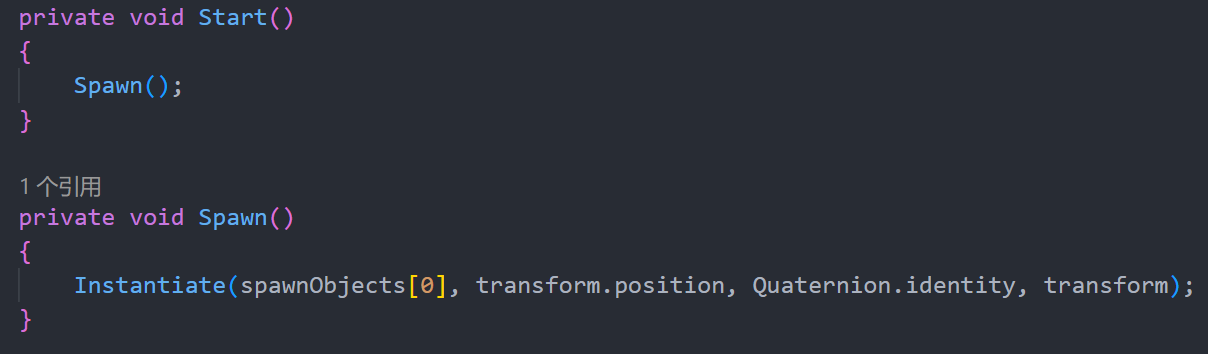 private void Start()
{
    Spawn();
}
1 个引用
private void Spawn()
{
    Instantiate(spawnObjects[0], transform.position, Quaternion.identity, transform);
}